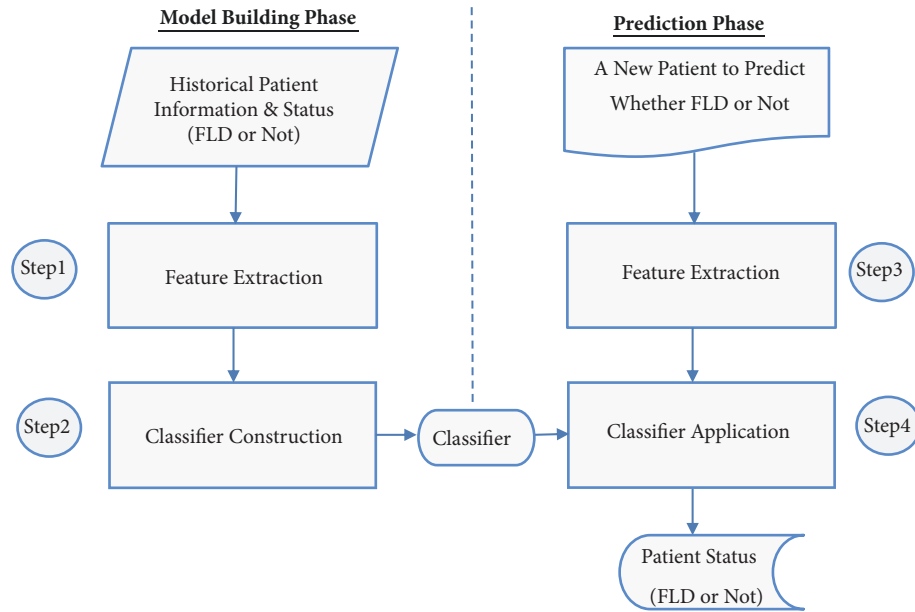 Model Building Phase
Historical Patient
Information & Status
(FLD or Not)
Step1
Feature Extraction
Step2
Classifier Construction
Classifier
Prediction Phase
A New Patient to Predict
Whether FLD or Not
Feature Extraction
Step3
Classifier Application
Step4
Patient Status
(FLD or Not)